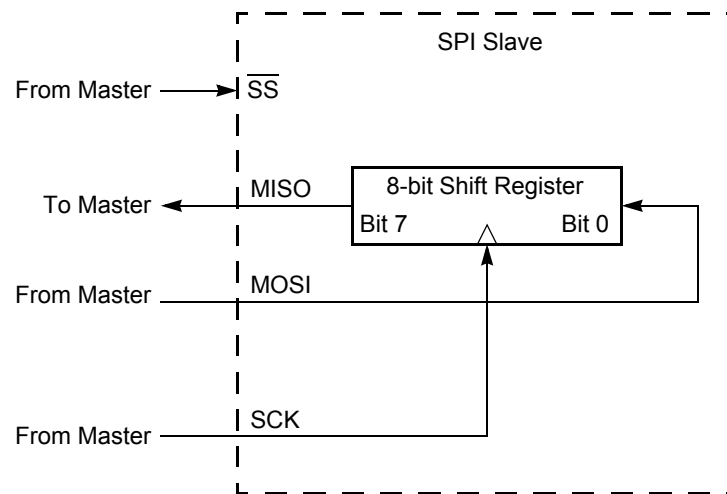 SPI Slave
From Master
S̅S̅
To Master
MISO
8-bit Shift Register
Bit 7
Bit 0
From Master
MOSI
From Master
SCK